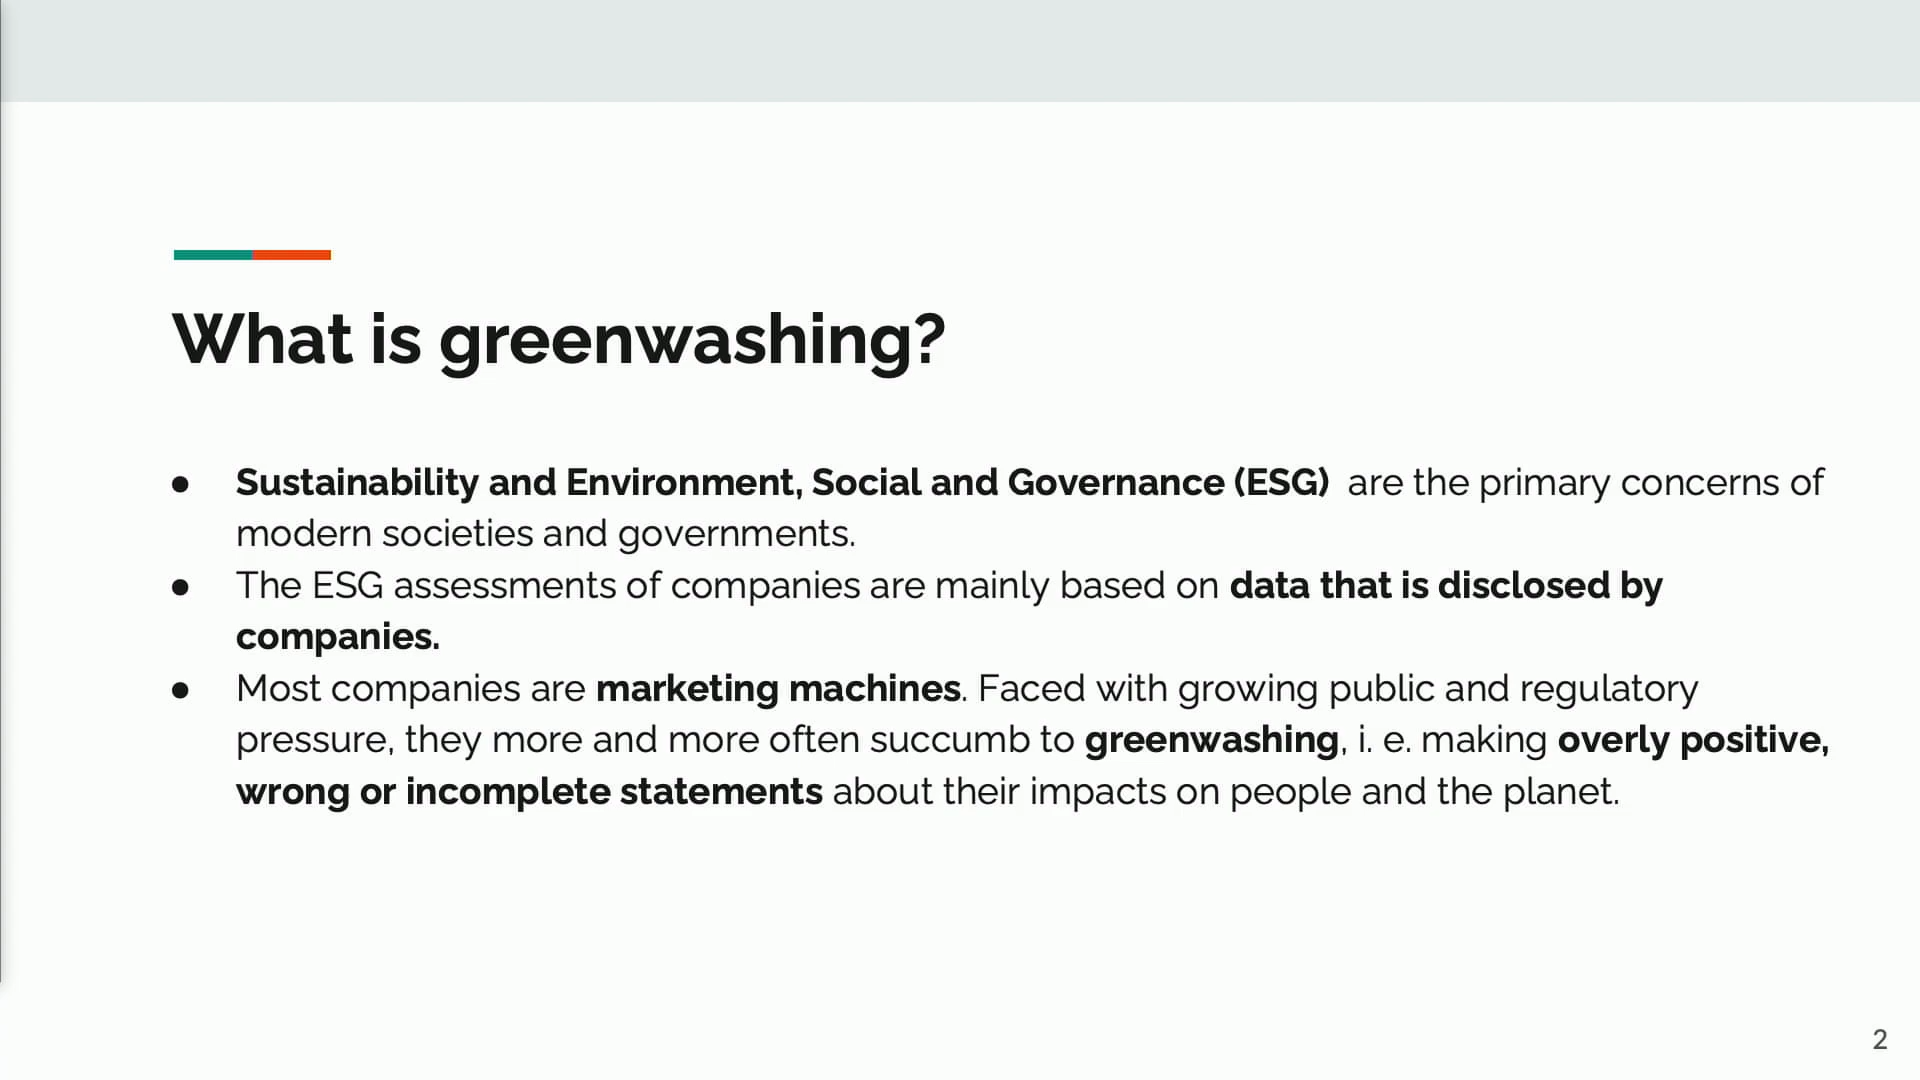 What is greenwashing?
● Sustainability and Environment, Social and Governance (ESG) are the primary concerns of
modern societies and governments.
● The ESG assessments of companies are mainly based on data that is disclosed by
companies.
● Most companies are marketing machines. Faced with growing public and regulatory
pressure, they more and more often succumb to greenwashing, i. e. making overly positive,
wrong or incomplete statements about their impacts on people and the planet.
2